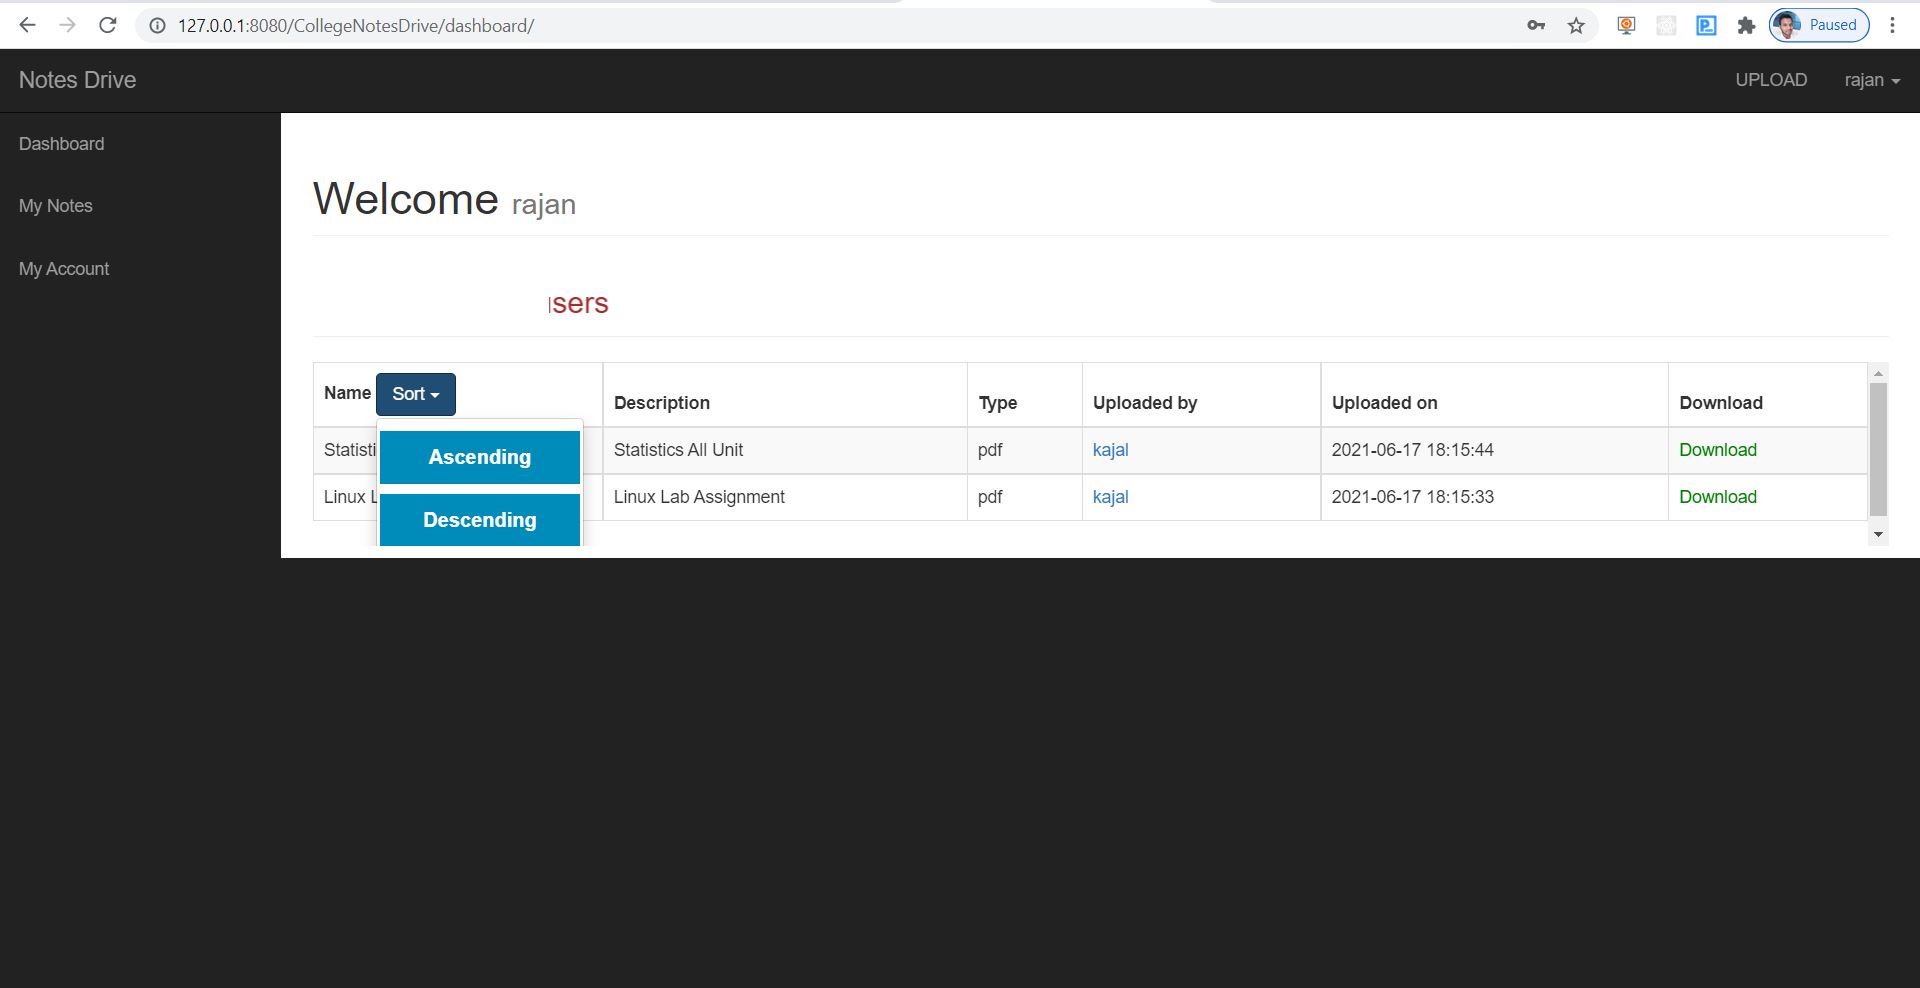 127.0.0.1:8080/CollegeNotesDrive/dashboard/
Paused
Notes Drive
UPLOAD
rajan
Dashboard
My Notes
My Account
Welcome rajan
sers
Name Sort Description Type Uploaded by Uploaded on Download
Statisti Statistics All Unit pdf kajal 2021-06-17 18:15:44 Download
Ascending
Linux L Linux Lab Assignment pdf kajal 2021-06-17 18:15:33 Download
Descending